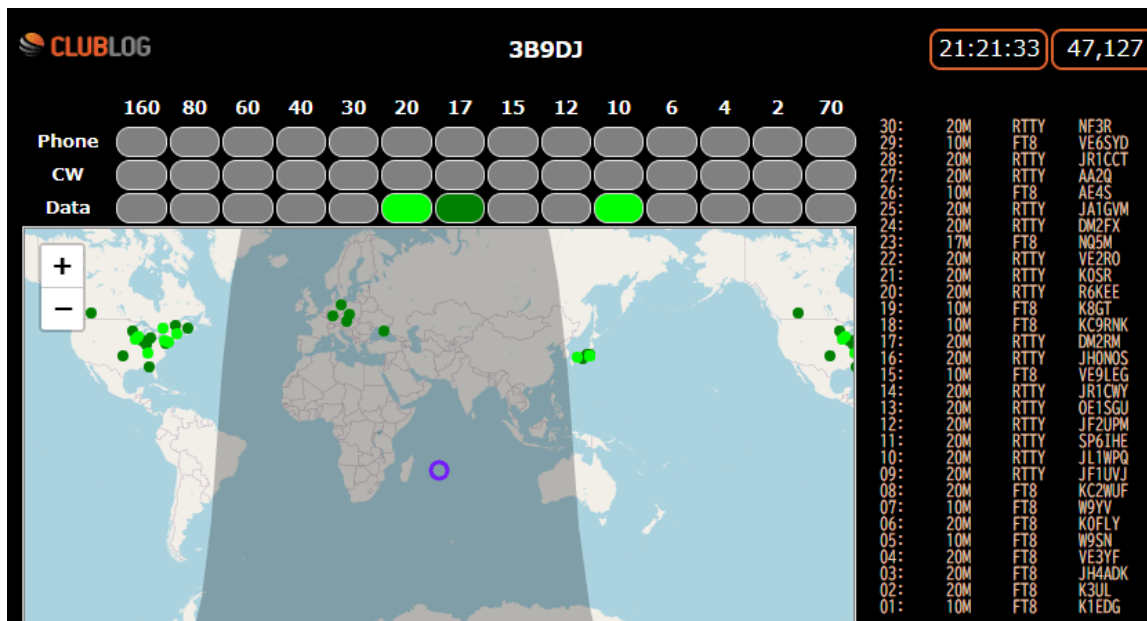 CLUBLOG
3B9DJ
21:21:33
47,127
160 80 60 40 30 20 17 15 12 10 6 4 2 70
Phone
CW
Data
+
−
30: 20M RTTY NF3R
29: 10M FT8 VE6SYD
28: 20M RTTY JR1CCT
27: 20M RTTY AA2Q
26: 10M FT8 AE4S
25: 20M RTTY JA1GVM
24: 20M RTTY DM2FX
23: 17M FT8 NQ5M
22: 20M RTTY VE2RO
21: 20M RTTY K0SR
20: 20M RTTY R6KEE
19: 10M FT8 K8GT
18: 10M FT8 KC9RNK
17: 20M RTTY DM2RM
16: 20M RTTY JH0NOS
15: 10M FT8 VE9LEG
14: 20M RTTY JR1CWY
13: 20M RTTY OE1SGU
12: 20M RTTY JF2UPM
11: 20M RTTY SP6IHE
10: 20M RTTY JL1WPQ
09: 20M RTTY JF1UVJ
08: 20M FT8 KC2WUF
07: 10M FT8 W9YV
06: 20M FT8 K0FLY
05: 10M FT8 W9SN
04: 20M FT8 VE3YF
03: 20M FT8 JH4ADK
02: 20M FT8 K3UL
01: 10M FT8 K1EDG